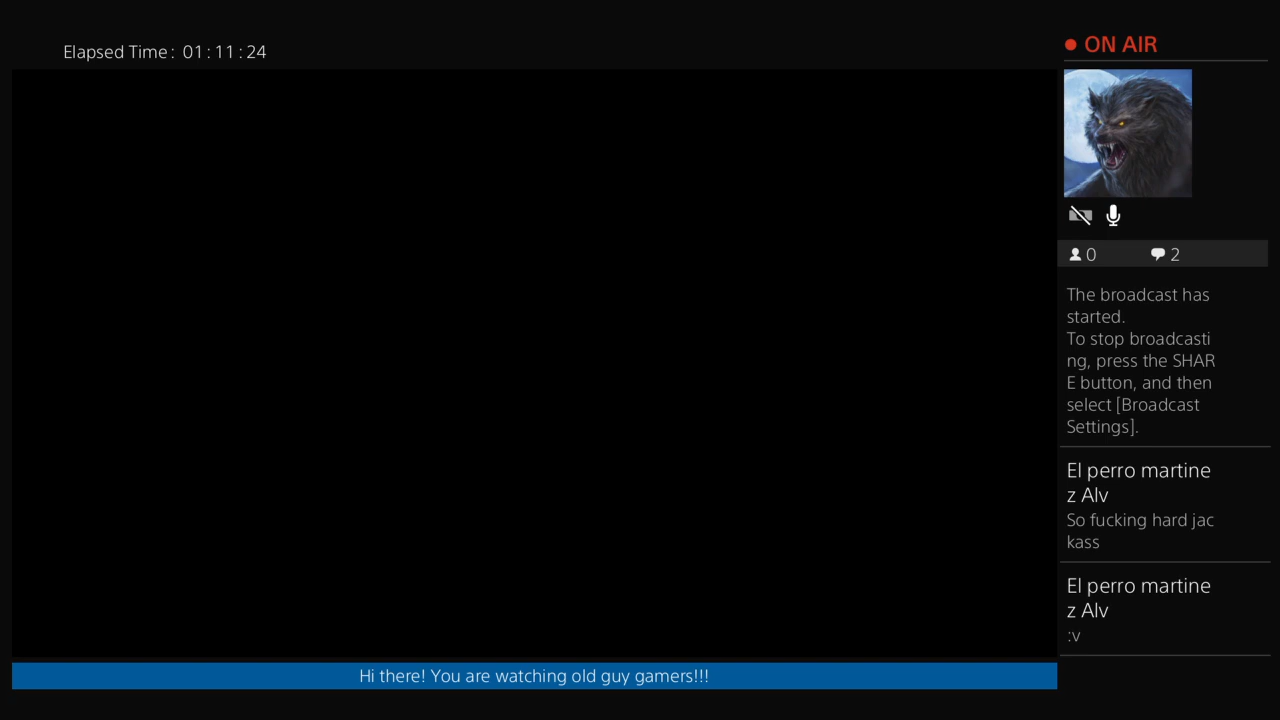 Elapsed Time: 01:11:24
ON AIR
0 2
The broadcast has
started.
To stop broadcasti
ng, press the SHAR
E button, and then
select [Broadcast
Settings].
El perro martine
z Alv
So fucking hard jac
kass
El perro martine
z Alv
:v
Hi there! You are watching old guy gamers!!!